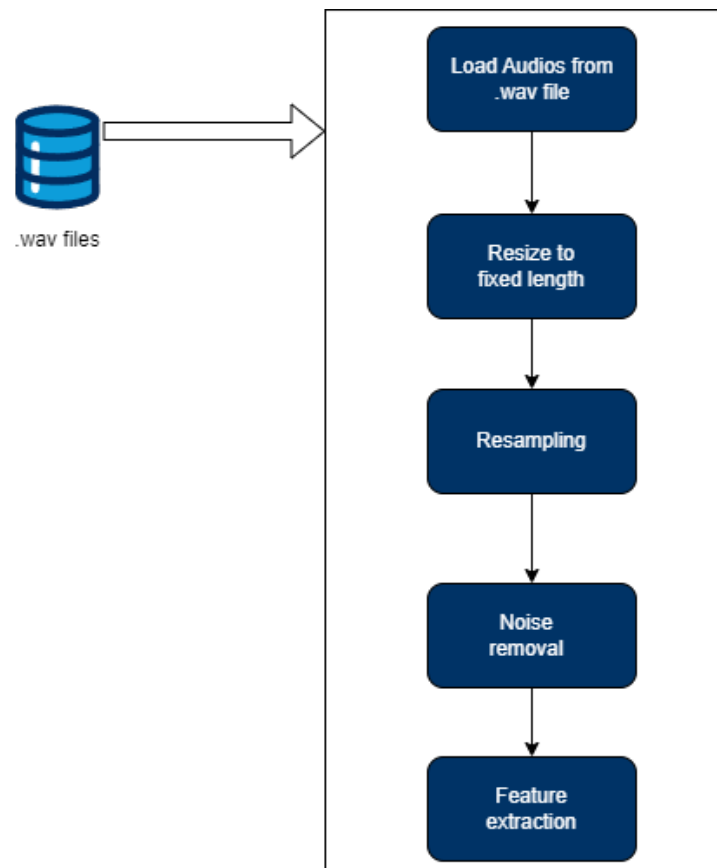 Load Audios from
.wav file
.wav files
Resize to
fixed length
Resampling
Noise
removal
Feature
extraction